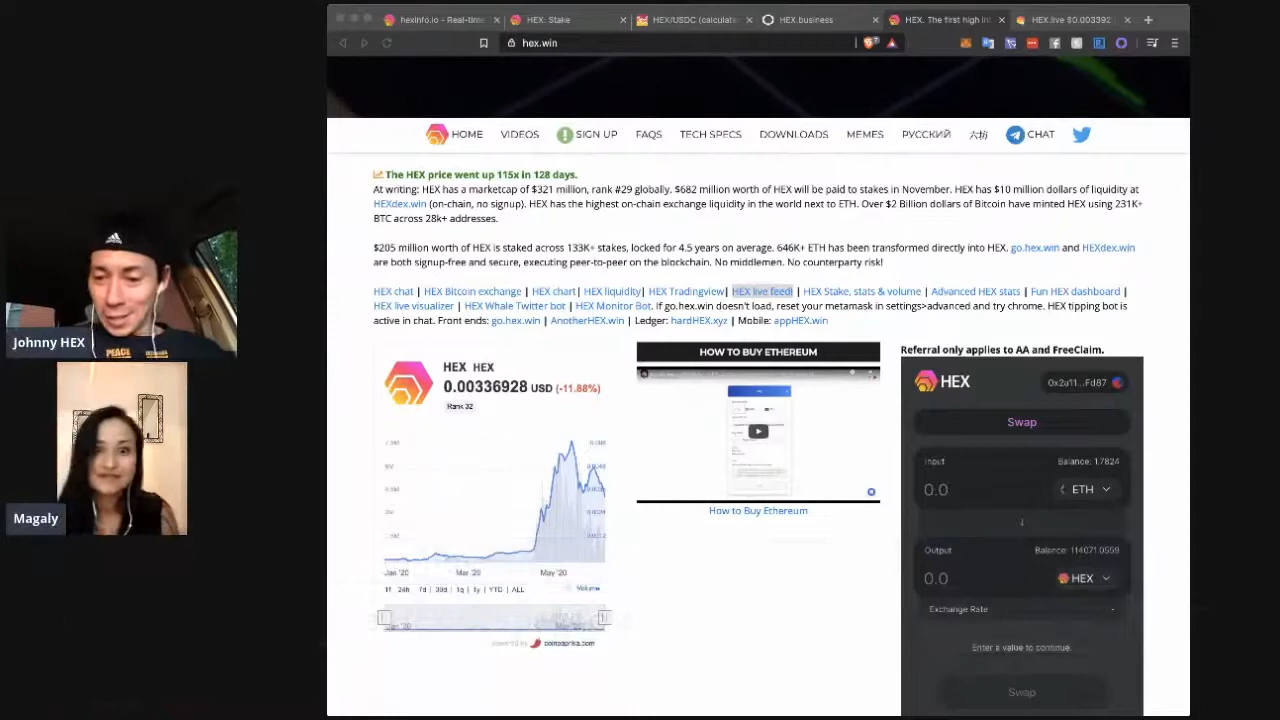 hexinfo.io - Real-time
HEX. Stake
HEX/USDC (calculate
HEX.business
HEX. The first high int
HEX.live $0.003392
hex.win
HOME
VIDEOS
SIGN UP
FAQS
TECH SPECS
DOWNLOADS
MEMES
РУССКИЙ
CHAT
The HEX price went up 115x in 128 days.
At writing: HEX has a marketcap of $321 million, rank #29 globally. $682 million worth of HEX will be paid to stakes in November. HEX has $10 million dollars of liquidity at
HEXdex.win (on-chain, no signup). HEX has the highest on-chain exchange liquidity in the world next to ETH. Over $2 Billion dollars of Bitcoin have minted HEX using 231K+
BTC across 28k+ addresses.
$205 million worth of HEX is staked across 133K+ stakes, locked for 4.5 years on average. 646K+ ETH has been transformed directly into HEX. go.hex.win and HEXdex.win
are both signup-free and secure, executing peer-to-peer on the blockchain. No middlemen. No counterparty risk!
HEX chat | HEX Bitcoin exchange | HEX chart| HEX liquidity| HEX Tradingview| HEX live feed| | HEX Stake, stats & volume | Advanced HEX stats | Fun HEX dashboard |
HEX live visualizer | HEX Whale Twitter bot | HEX Monitor Bot. If go.hex.win doesn't load, reset your metamask in settings>advanced and try chrome. HEX tipping bot is
active in chat. Front ends: go.hex.win | AnotherHEX.win | Ledger: hardHEX.xyz | Mobile: appHEX.win
HEX HEX
0.00336928 USD (-11.88%)
Rank 32
Jan '20
Mar '20
May '20
24h
7d
30d
1q
1y
YTD
ALL
Volume
powered by coinpaprika.com
HOW TO BUY ETHEREUM
How to Buy Ethereum
Referral only applies to AA and FreeClaim.
HEX
Swap
Input
Balance: 1.7824
0.0
ETH
Output
Balance: 114071.0559
0.0
HEX
Exchange Rate
-
Enter a value to continue.
Swap
Johnny HEX
PEACE
Magaly